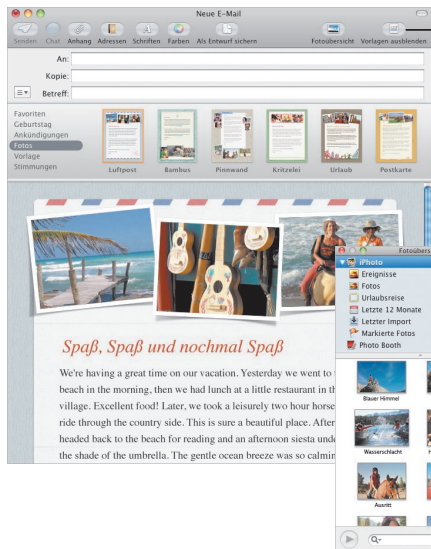 Neue E-Mail
Senden Chat Anhang Adressen Schriften Farben Als Entwurf sichern Fotoübersicht Vorlagen ausblenden
An:
Kopie:
Betreff:
Favoriten
Geburtstag
Ankündigungen
Fotos
Vorlage
Stimmungen
Luftpost Bambus Pinnwand Kritzelei Urlaub Postkarte
Spaß, Spaß und nochmal Spaß
We're having a great time on our vacation. Yesterday we went to t
beach in the morning, then we had lunch at a little restaurant in th
village. Excellent food! Later, we took a leisurely two hour horse
ride through the country side. This is sure a beautiful place. After
headed back to the beach for reading and an afternoon siesta unde
the shade of the umbrella. The gentle ocean breeze was so calmin
Fotoübers
iPhoto
Ereignisse
Fotos
Urlaubsreise
Letzte 12 Monate
Letzter Import
Markierte Fotos
Photo Booth
Blauer Himmel
Wasserschlacht H
Ausritt